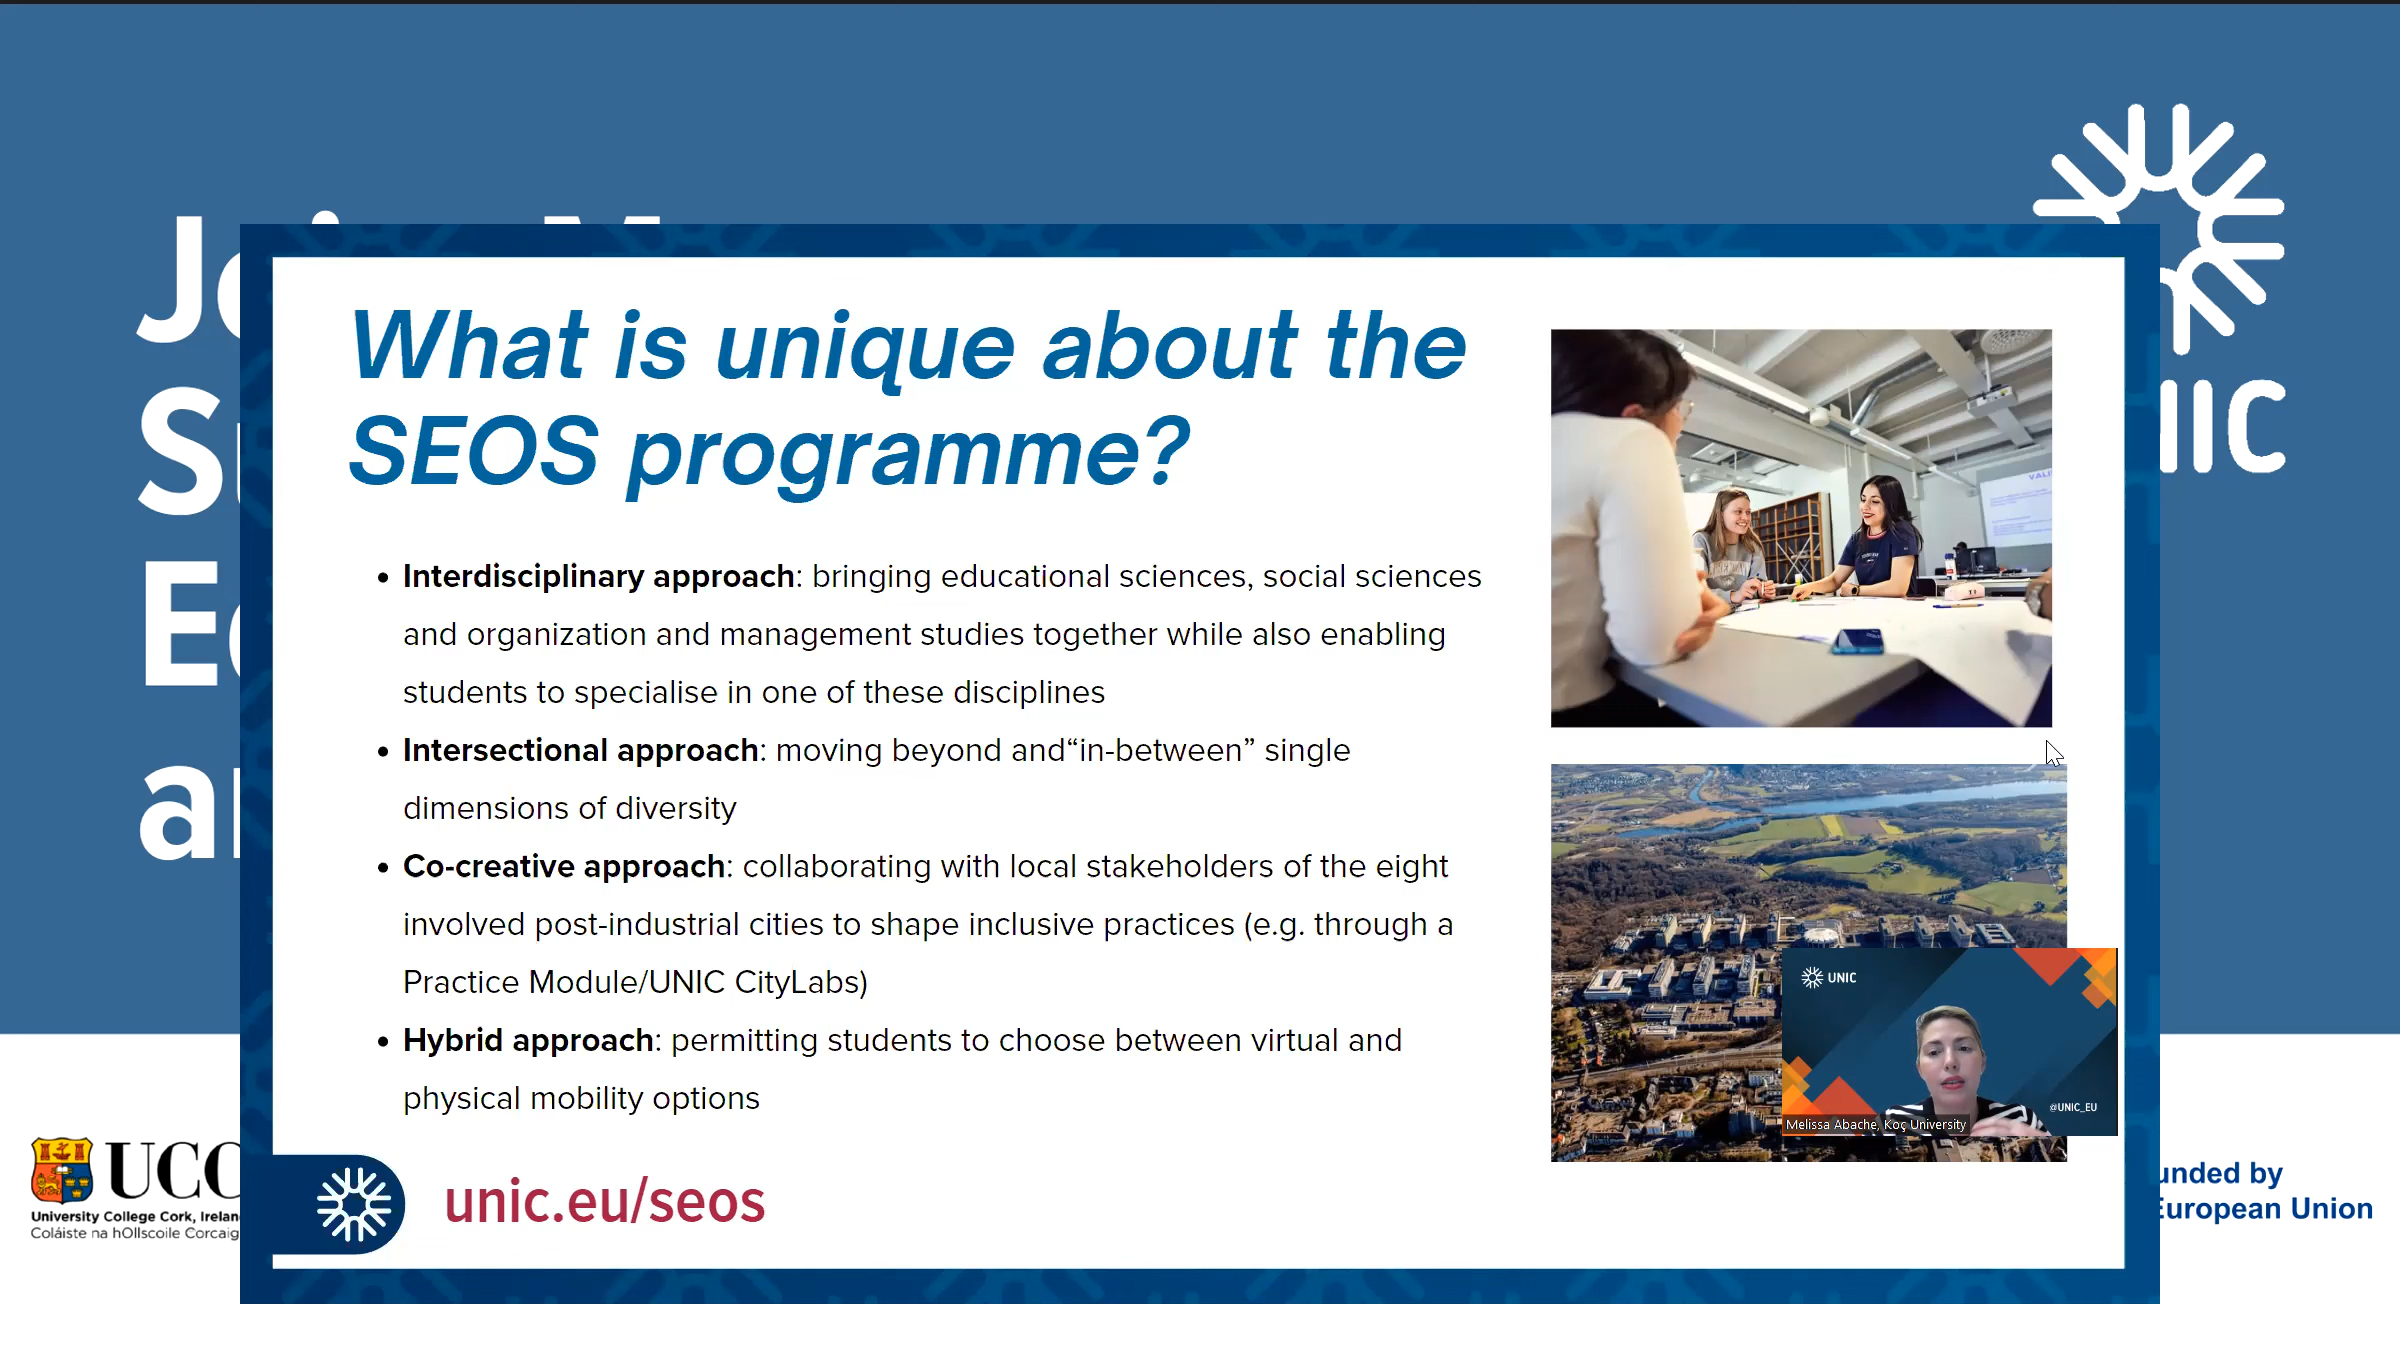 What is unique about the
SEOS programme?
• Interdisciplinary approach: bringing educational sciences, social sciences
and organization and management studies together while also enabling
students to specialise in one of these disciplines
• Intersectional approach: moving beyond and“in-between” single
dimensions of diversity
• Co-creative approach: collaborating with local stakeholders of the eight
involved post-industrial cities to shape inclusive practices (e.g. through a
Practice Module/UNIC CityLabs)
• Hybrid approach: permitting students to choose between virtual and
physical mobility options
unic.eu/seos
UNIC
@UNIC_EU
Melissa Abache, Koç University
UCC
University College Cork, Irelan
Coláiste na hOllscoile Corcaig
unded by
European Union